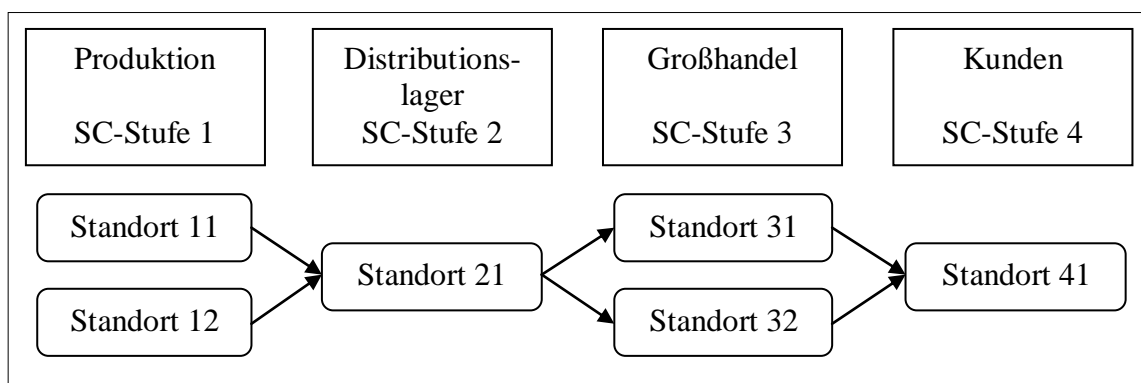 Produktion
SC-Stufe 1
Distributions-
lager
SC-Stufe 2
Großhandel
SC-Stufe 3
Kunden
SC-Stufe 4
Standort 11
Standort 12
Standort 21
Standort 31
Standort 32
Standort 41